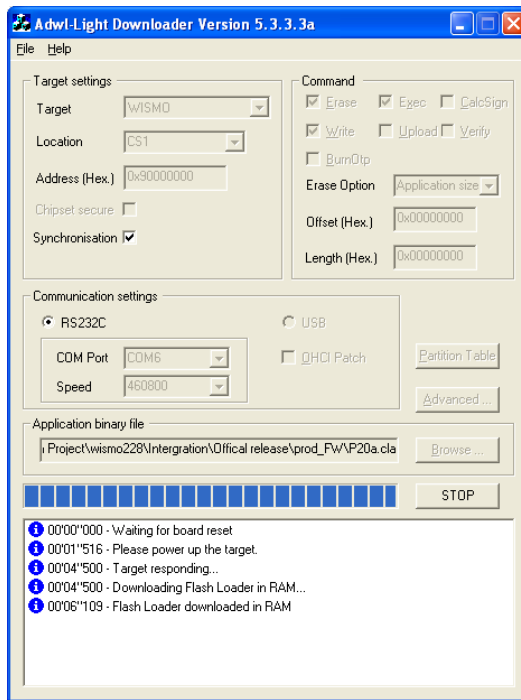 Adwl-Light Downloader Version 5.3.3.3a
File Help
Target settings
Target WISMO
Location CS1
Address (Hex.) 0x90000000
Chipset secure
Synchronisation
Command
Erase Exec CalcSign
Write Upload Verify
BurnOtp
Erase Option Application size
Offset (Hex.) 0x00000000
Length (Hex.) 0x00000000
Communication settings
RS232C USB
COM Port COM6 OHCI Patch
Speed 460800
Partition Table
Advanced ...
Application binary file
Project\wismo228\Intergration\Offical release\prod_FW\P20a.cla Browse ...
STOP
00'00"000 - Waiting for board reset
00'01"516 - Please power up the target.
00'04"500 - Target responding...
00'04"500 - Downloading Flash Loader in RAM...
00'06"109 - Flash Loader downloaded in RAM